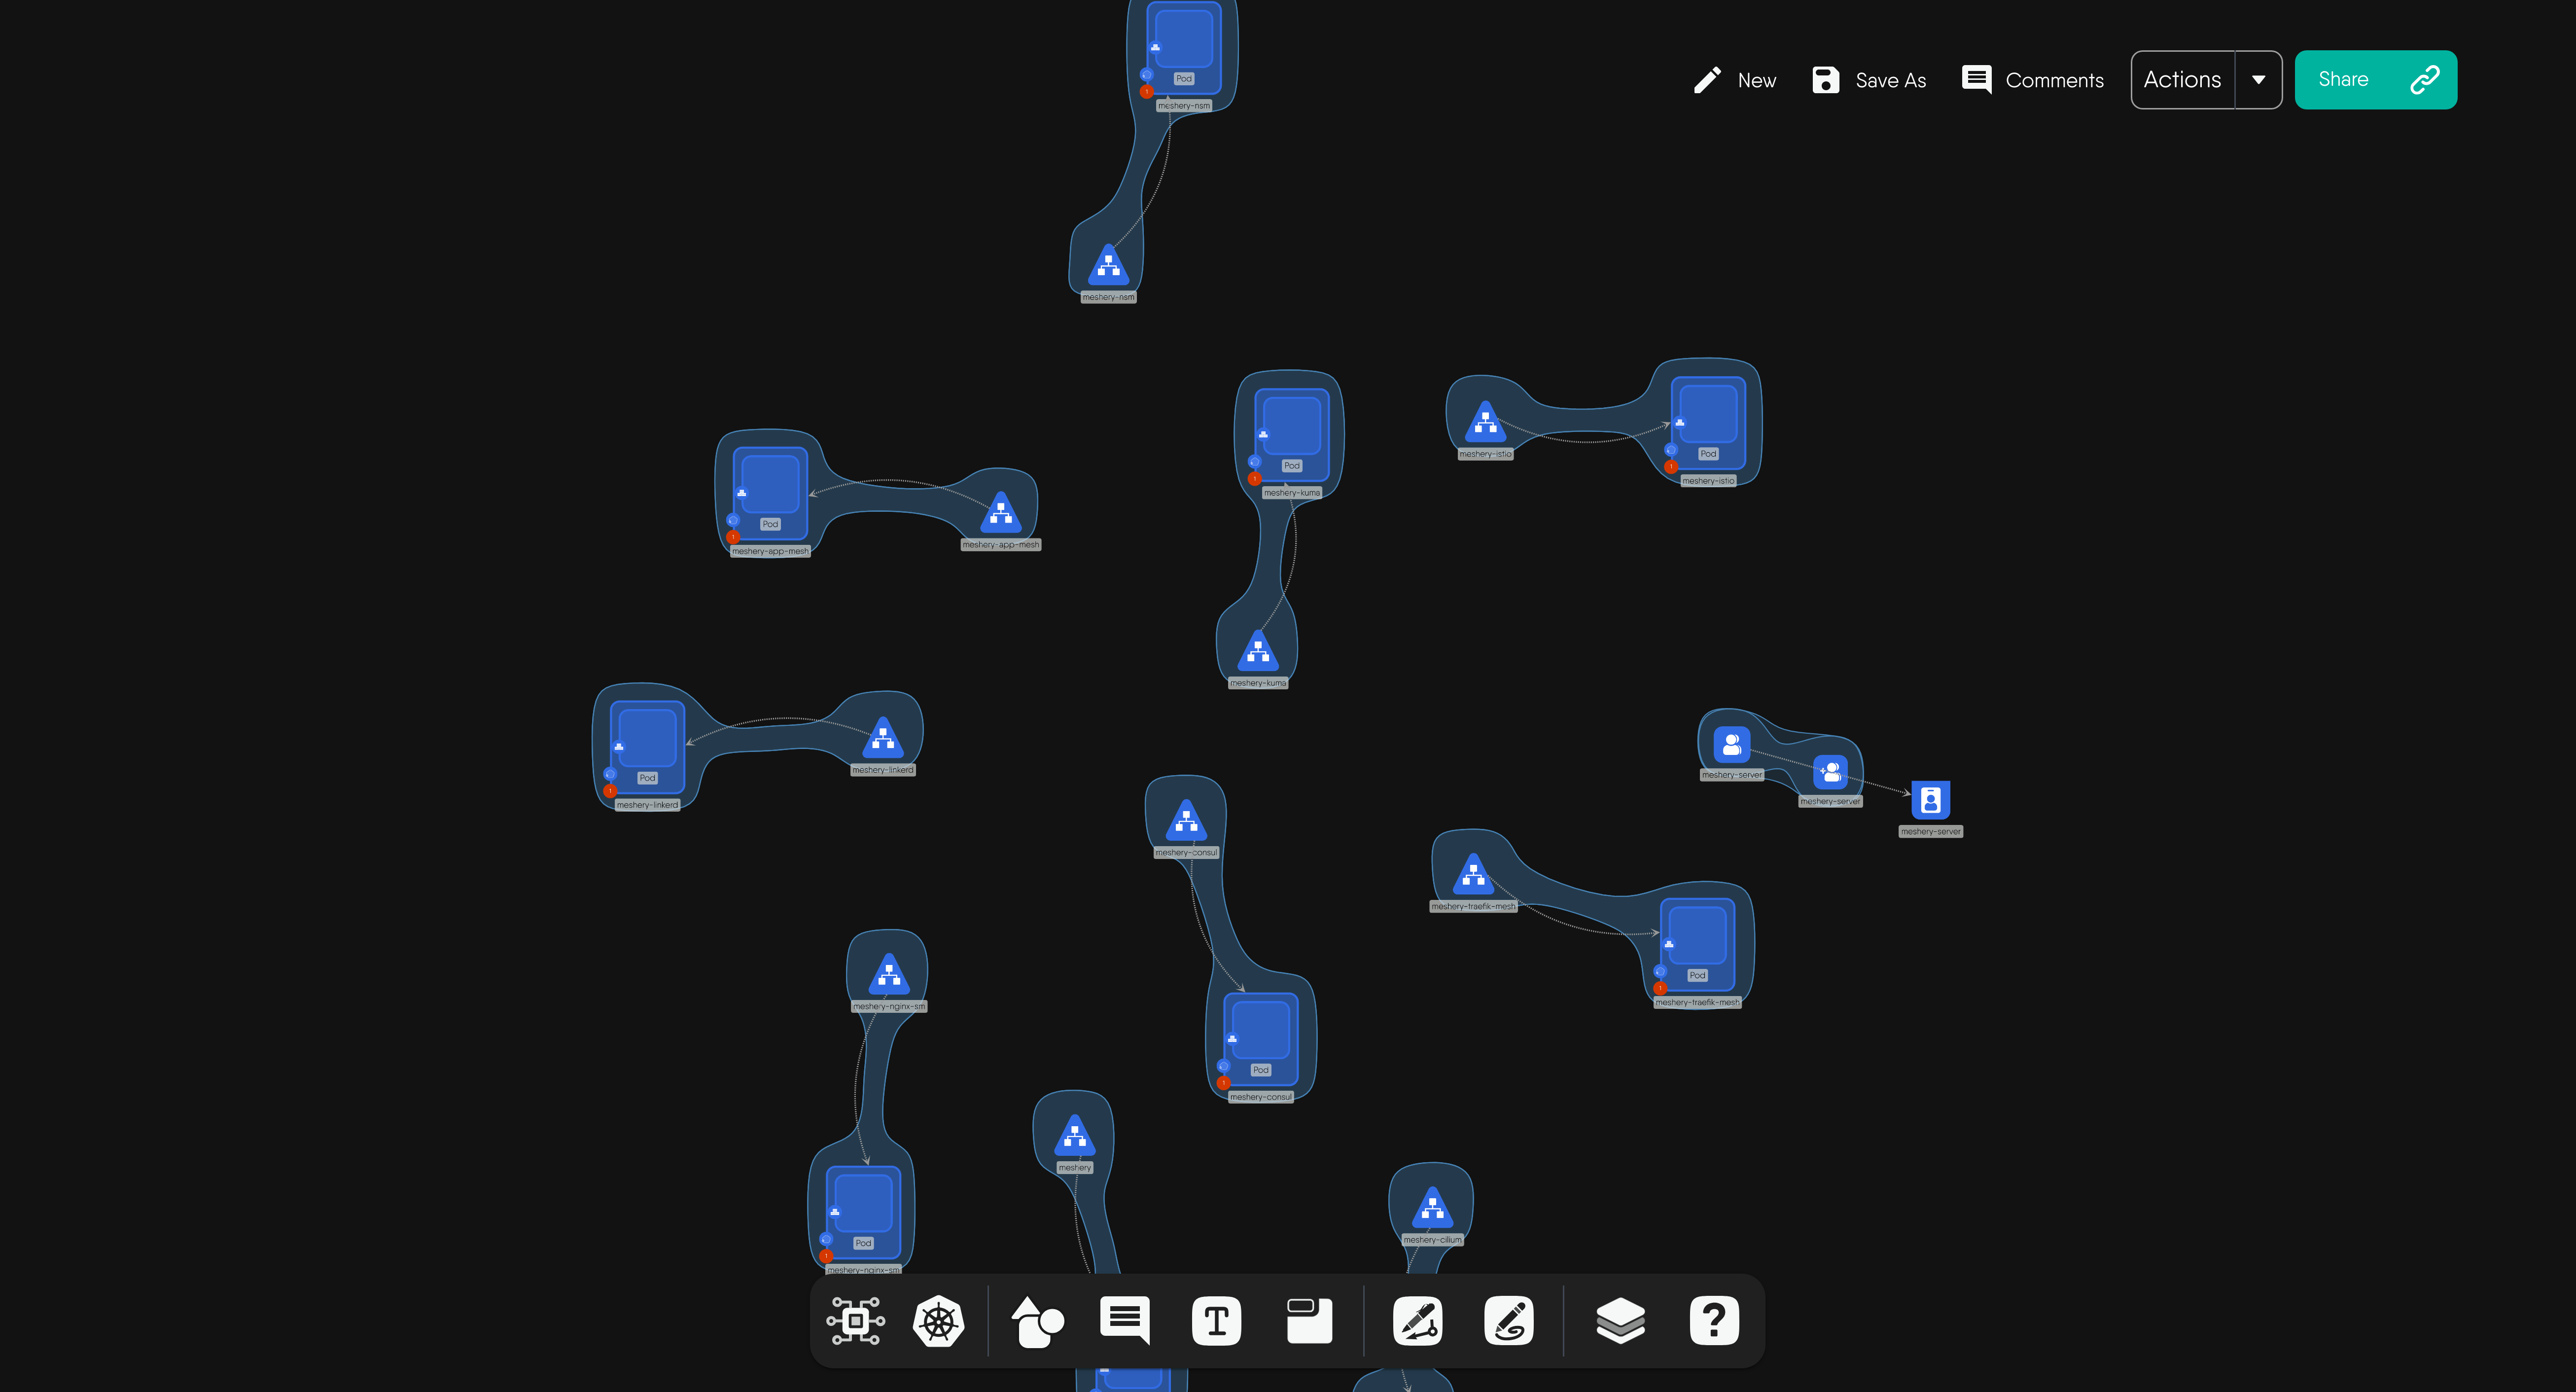 Pod
meshery-nsm
New
Save As
Comments
Actions
Share
meshery-nsm
Pod
meshery-kuma
meshery-istio
Pod
meshery-istio
Pod
meshery-app-mesh
meshery-app-mesh
meshery-kuma
Pod
meshery-linkerd
meshery-linkerd
meshery-server
meshery-server
meshery-server
meshery-consul
meshery-traefik-mesh
Pod
meshery-traefik-mesh
meshery-nginx-sm
Pod
meshery-consul
meshery
meshery-cilium
Pod
meshery-nginx-sm
T
?